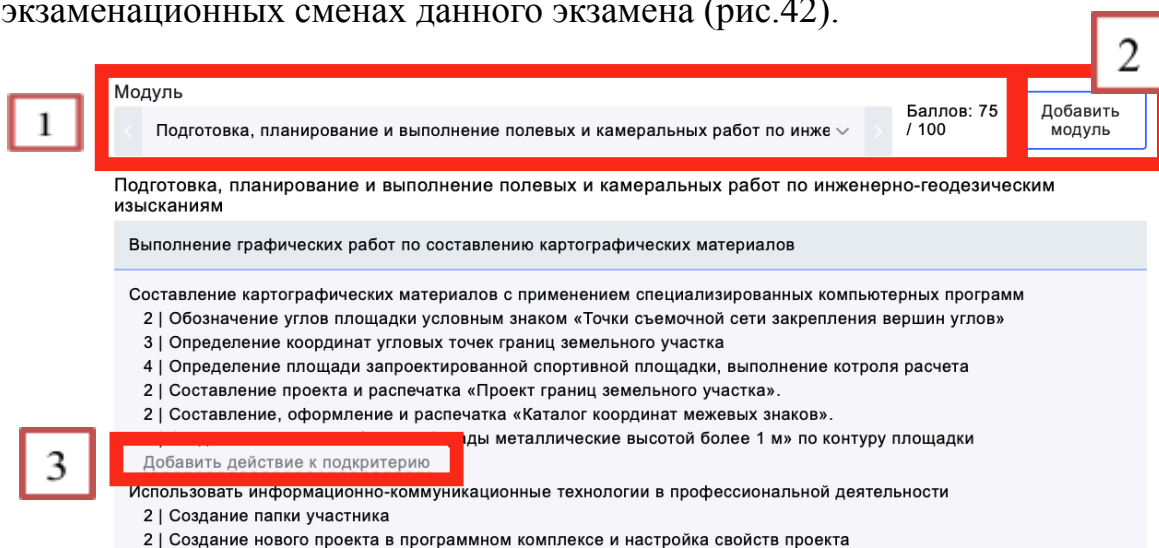 экзаменационных сменах данного экзамена (рис.42).
2
1
Модуль
Подготовка, планирование и выполнение полевых и камеральных работ по инже
Баллов: 75
/ 100
Добавить
модуль
Подготовка, планирование и выполнение полевых и камеральных работ по инженерно-геодезическим
изысканиям
Выполнение графических работ по составлению картографических материалов
Составление картографических материалов с применением специализированных компьютерных программ
2 | Обозначение углов площадки условным знаком «Точки съемочной сети закрепления вершин углов»
3 | Определение координат угловых точек границ земельного участка
4 | Определение площади запроектированной спортивной площадки, выполнение котроля расчета
2 | Составление проекта и распечатка «Проект границ земельного участка».
2 | Составление, оформление и распечатка «Каталог координат межевых знаков».
металлические высотой более 1 м» по контуру площадки
3
Добавить действие к подкритерию
Использовать информационно-коммуникационные технологии в профессиональной деятельности
2 | Создание папки участника
2 | Создание нового проекта в программном комплексе и настройка свойств проекта